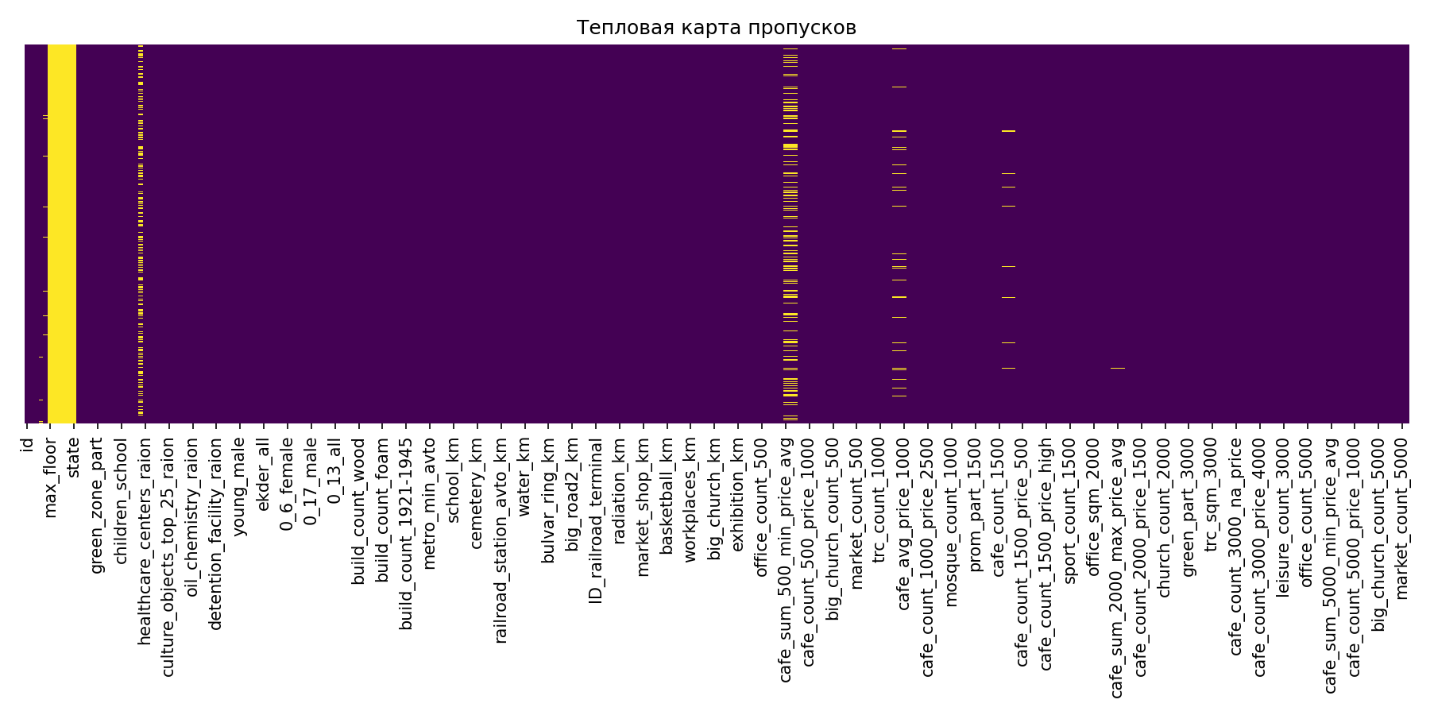 Тепловая карта пропусков
id
max_floor
state
green_zone_part
children_school
healthcare_centers_raion
culture_objects_top_25_raion
oil_chemistry_raion
detention_facility_raion
young_male
ekder_all
0_6_female
0_17_male
0_13_all
build_count_wood
build_count_foam
build_count_1921-1945
metro_min_avto
school_km
cemetery_km
railroad_station_avto_km
water_km
bulvar_ring_km
big_road2_km
ID_railroad_terminal
radiation_km
market_shop_km
basketball_km
workplaces_km
big_church_km
exhibition_km
office_count_500
cafe_sum_500_min_price_avg
cafe_count_500_price_1000
big_church_count_500
market_count_500
trc_count_1000
cafe_avg_price_1000
cafe_count_1000_price_2500
mosque_count_1000
prom_part_1500
cafe_count_1500
cafe_count_1500_price_500
cafe_count_1500_price_high
sport_count_1500
office_sqm_2000
cafe_sum_2000_max_price_avg
cafe_count_2000_price_1500
church_count_2000
green_part_3000
trc_sqm_3000
cafe_count_3000_na_price
cafe_count_3000_price_4000
leisure_count_3000
office_count_5000
cafe_sum_5000_min_price_avg
cafe_count_5000_price_1000
big_church_count_5000
market_count_5000